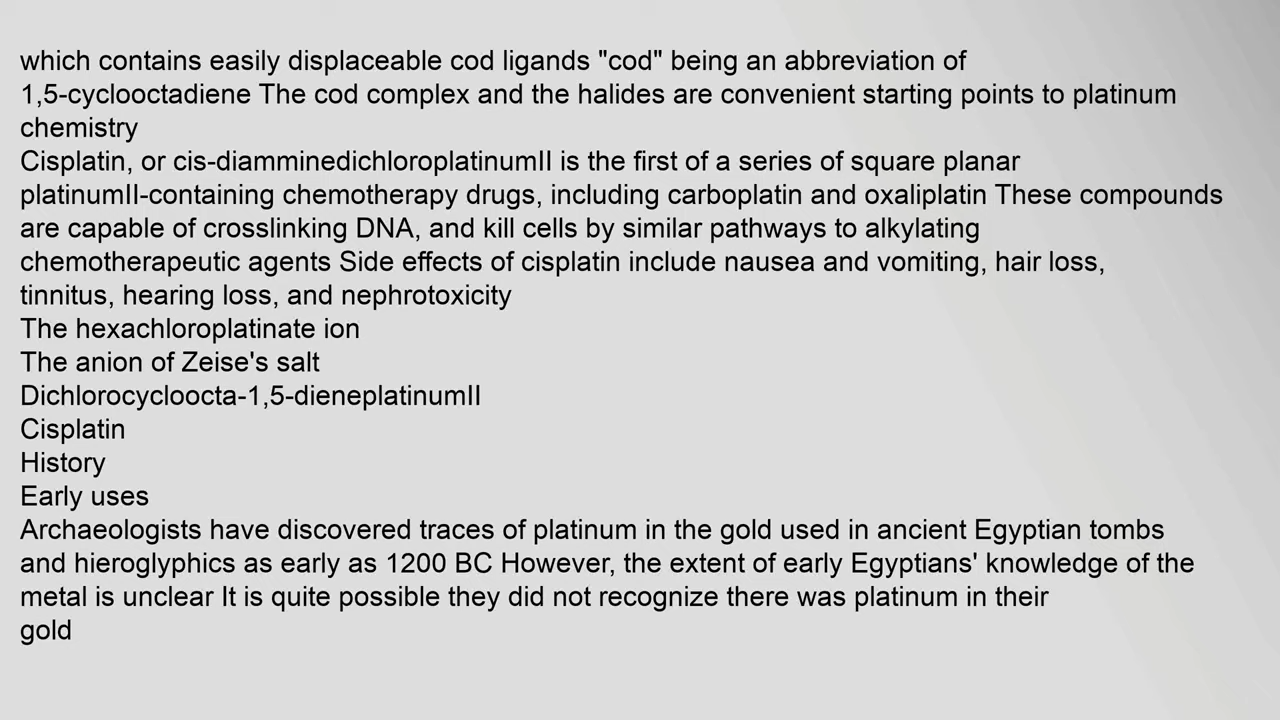 which contains easily displaceable cod ligands "cod" being an abbreviation of
1,5-cyclooctadiene The cod complex and the halides are convenient starting points to platinum
chemistry
Cisplatin, or cis-diamminedichloroplatinumII is the first of a series of square planar
platinumII-containing chemotherapy drugs, including carboplatin and oxaliplatin These compounds
are capable of crosslinking DNA, and kill cells by similar pathways to alkylating
chemotherapeutic agents Side effects of cisplatin include nausea and vomiting, hair loss,
tinnitus, hearing loss, and nephrotoxicity
The hexachloroplatinate ion
The anion of Zeise's salt
Dichlorocycloocta-1,5-dieneplatinumII
Cisplatin
History
Early uses
Archaeologists have discovered traces of platinum in the gold used in ancient Egyptian tombs
and hieroglyphics as early as 1200 BC However, the extent of early Egyptians' knowledge of the
metal is unclear It is quite possible they did not recognize there was platinum in their
gold